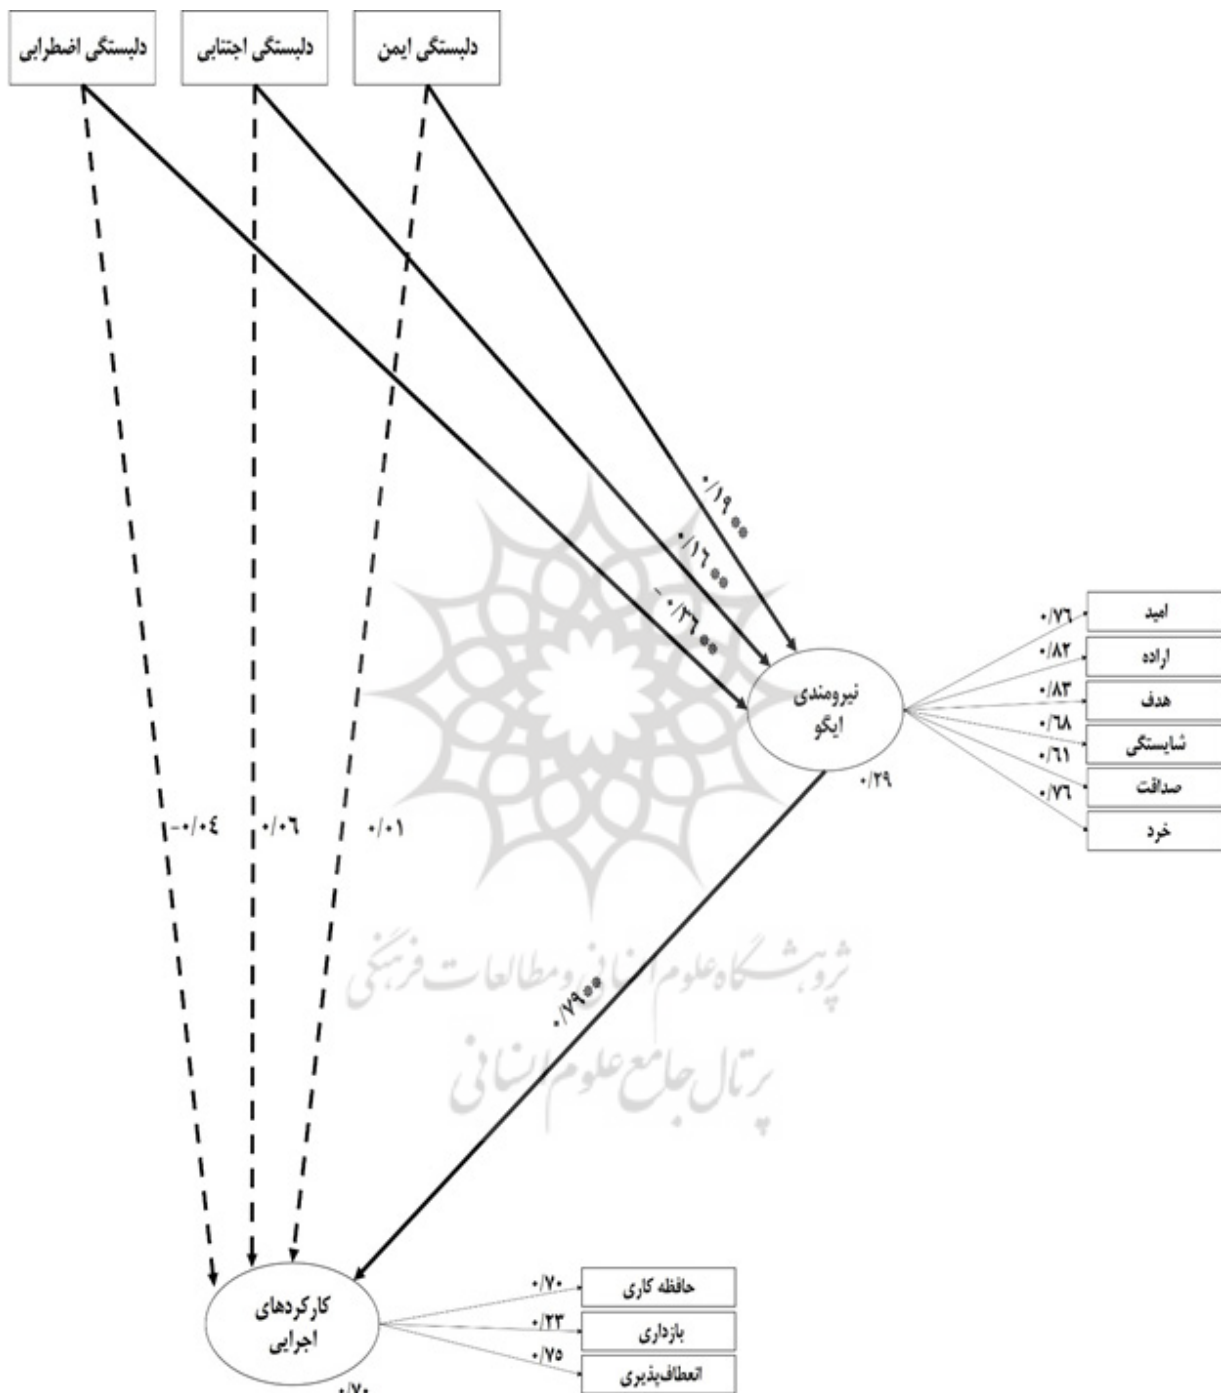 دلبستگی ایمن
دلبستگی اجتنابی
دلبستگی اضطرابی
۰/۱۹**
۰/۱۶**
-۰/۳۶**
نیرومندی
ایگو
۰/۲۹
۰/۷۶
امید
۰/۸۲
اراده
۰/۸۳
هدف
۰/۶۸
شایستگی
۰/۶۱
صداقت
۰/۷۶
خرد
-۰/۰٤
۰/۰۶
۰/۰۱
پژوهشگاه علوم انسانی و مطالعات فرهنگی
۰/۷۹**
پرتال جامع علوم انسانی
کارکردهای
اجرایی
۰/۷۰
۰/۷۰
حافظه کاری
۰/۲۳
بازداری
۰/۷۵
انعطاف‌پذیری